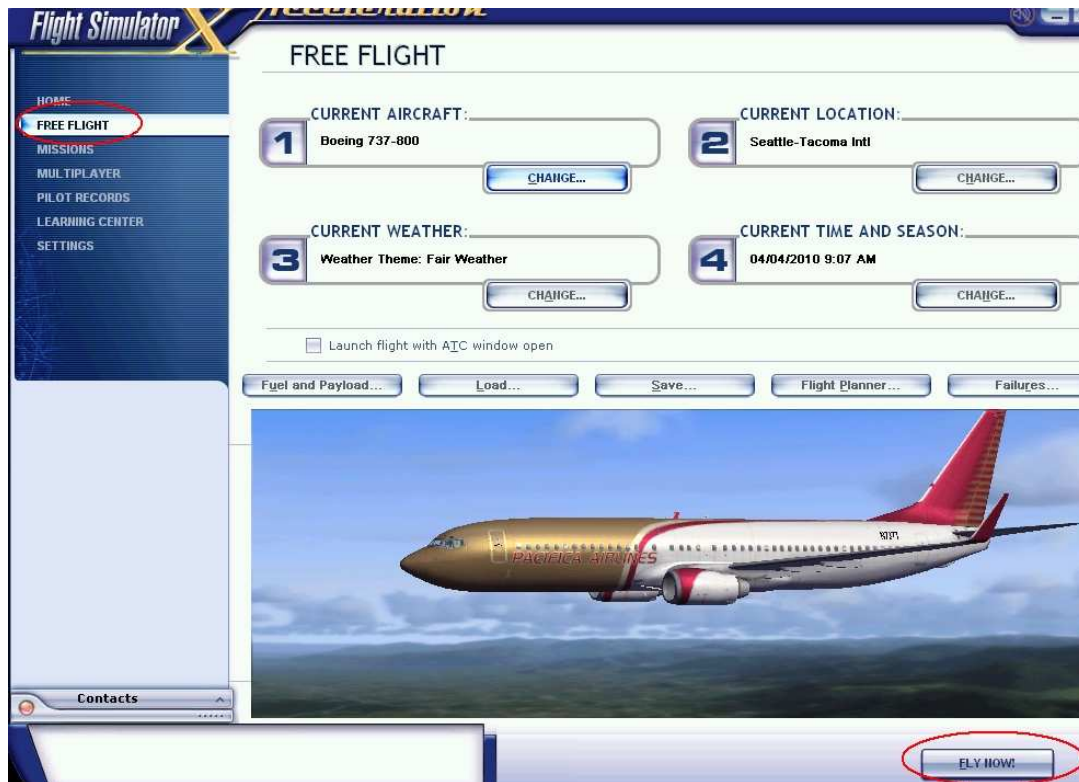 Flight Simulator X
Acceleration
FREE FLIGHT
HOME
FREE FLIGHT
MISSIONS
MULTIPLAYER
PILOT RECORDS
LEARNING CENTER
SETTINGS
CURRENT AIRCRAFT:
1
Boeing 737-800
CHANGE...
CURRENT LOCATION:
2
Seattle-Tacoma Intl
CHANGE...
CURRENT WEATHER:
3
Weather Theme: Fair Weather
CHANGE...
CURRENT TIME AND SEASON:
4
04/04/2010 9:07 AM
CHANGE...
Launch flight with ATC window open
Fuel and Payload... Load... Save... Flight Planner... Failures...
PACIFICA AIRLINES
Contacts
FLY NOW!